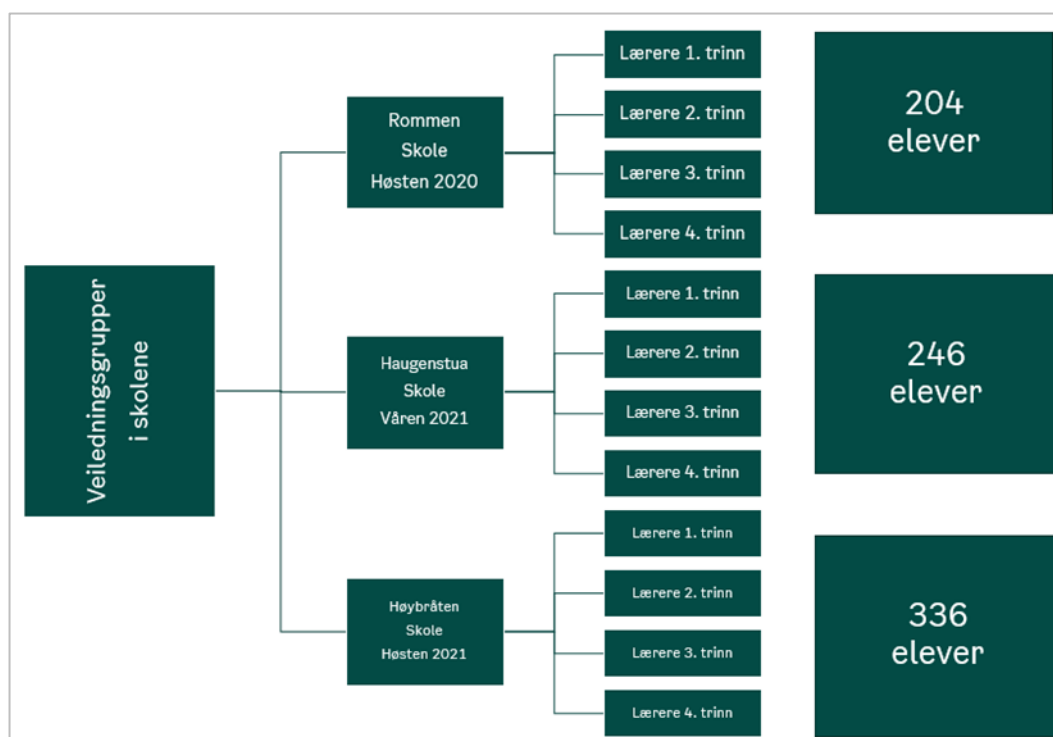 Veiledningsgrupper
i skolene
Rommen
Skole
Høsten 2020
Lærere 1. trinn
Lærere 2. trinn
Lærere 3. trinn
Lærere 4. trinn
204
elever
Haugenstua
Skole
Våren 2021
Lærere 1. trinn
Lærere 2. trinn
Lærere 3. trinn
Lærere 4. trinn
246
elever
Høybråten
Skole
Høsten 2021
Lærere 1. trinn
Lærere 2. trinn
Lærere 3. trinn
Lærere 4. trinn
336
elever